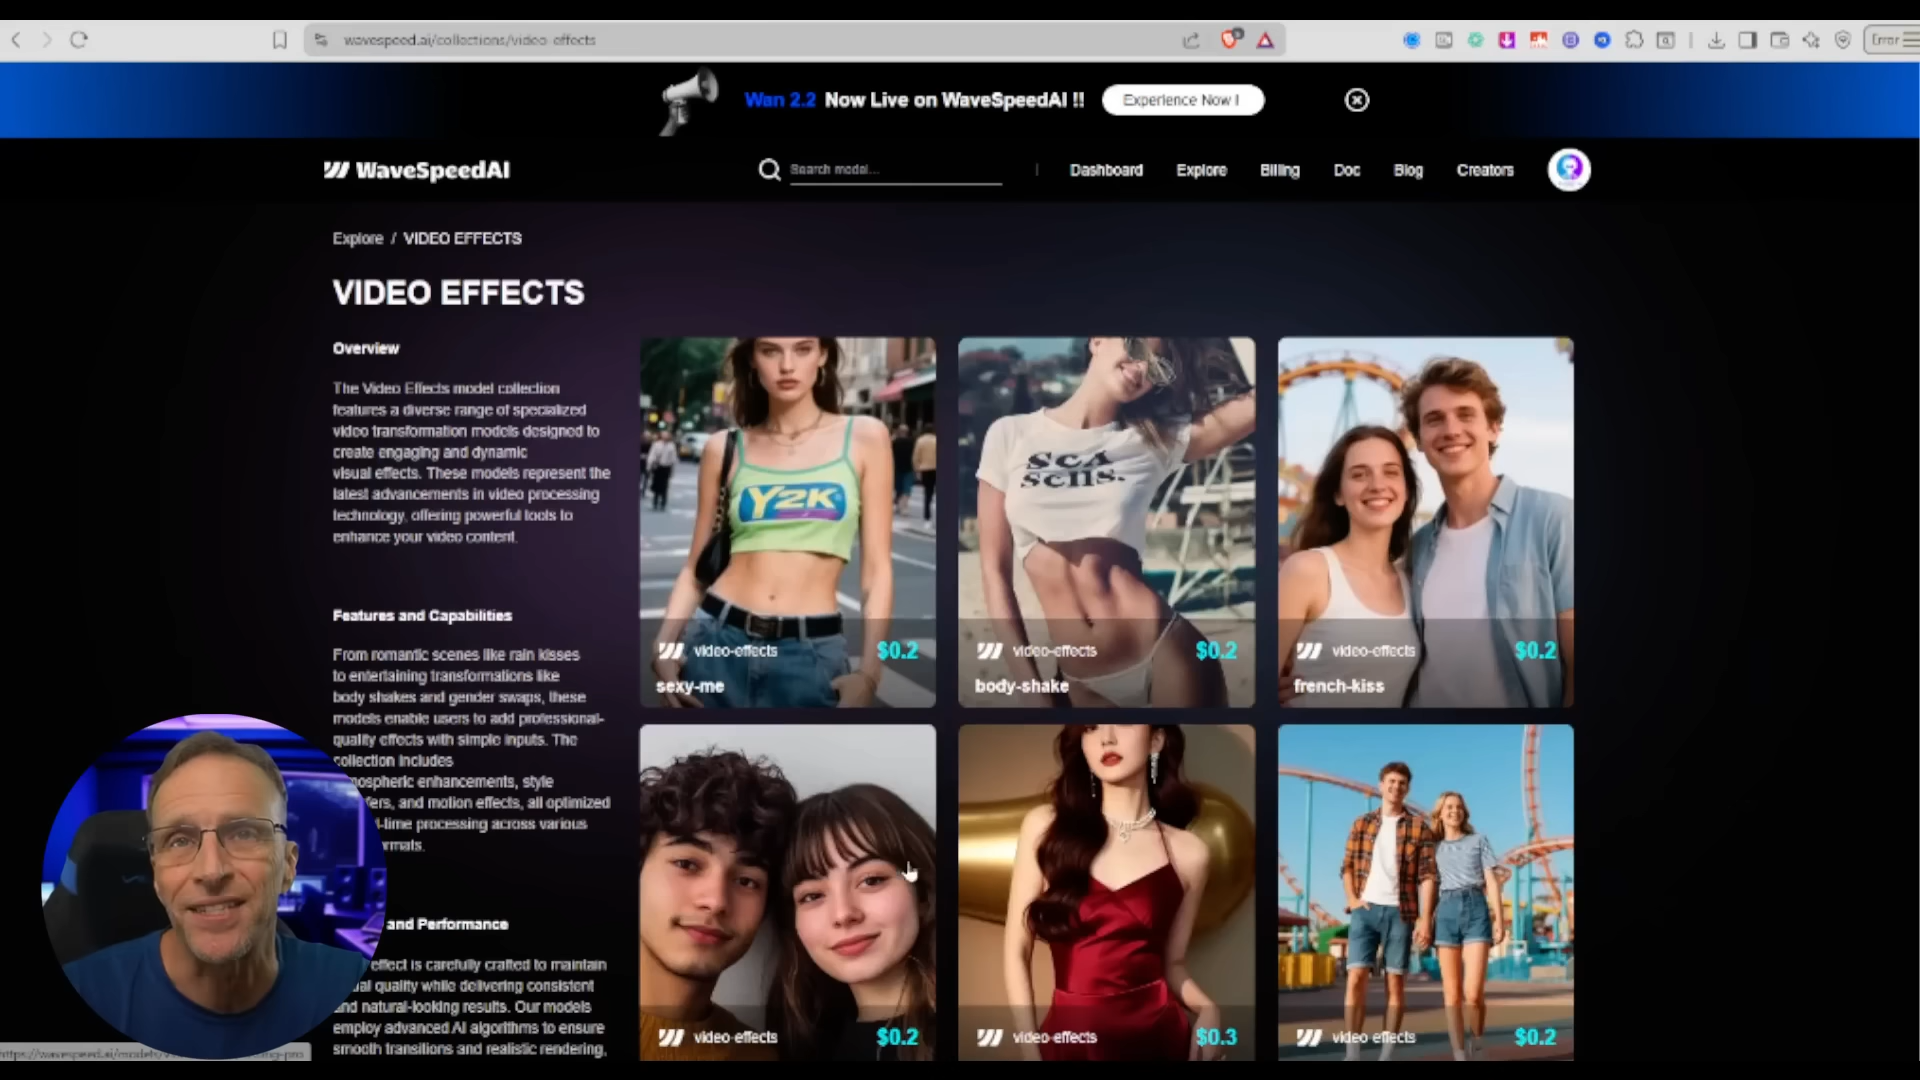 wavespeed.ai/collections/video-effects
Error
Wan 2.2 Now Live on WaveSpeedAI !!
Experience Now !
WaveSpeedAI
Search model...
Dashboard
Explore
Billing
Doc
Blog
Creators
Explore / VIDEO EFFECTS
VIDEO EFFECTS
Overview
The Video Effects model collection
features a diverse range of specialized
video transformation models designed to
create engaging and dynamic
visual effects. These models represent the
latest advancements in video processing
technology, offering powerful tools to
enhance your video content.
Features and Capabilities
From romantic scenes like rain kisses
to entertaining transformations like
body shakes and gender swaps, these
models enable users to add professional-
quality effects with simple inputs. The
collection includes
enhancements, style
and motion effects, all optimized
processing across various
and Performance
effect is carefully crafted to maintain
quality while delivering consistent
and natural-looking results. Our models
employ advanced AI algorithms to ensure
smooth transitions and realistic rendering,
Y2K
video-effects $0.2
sexy-me
video-effects $0.2
body-shake
video-effects $0.2
french-kiss
video-effects $0.2
video-effects $0.3
video-effects $0.2